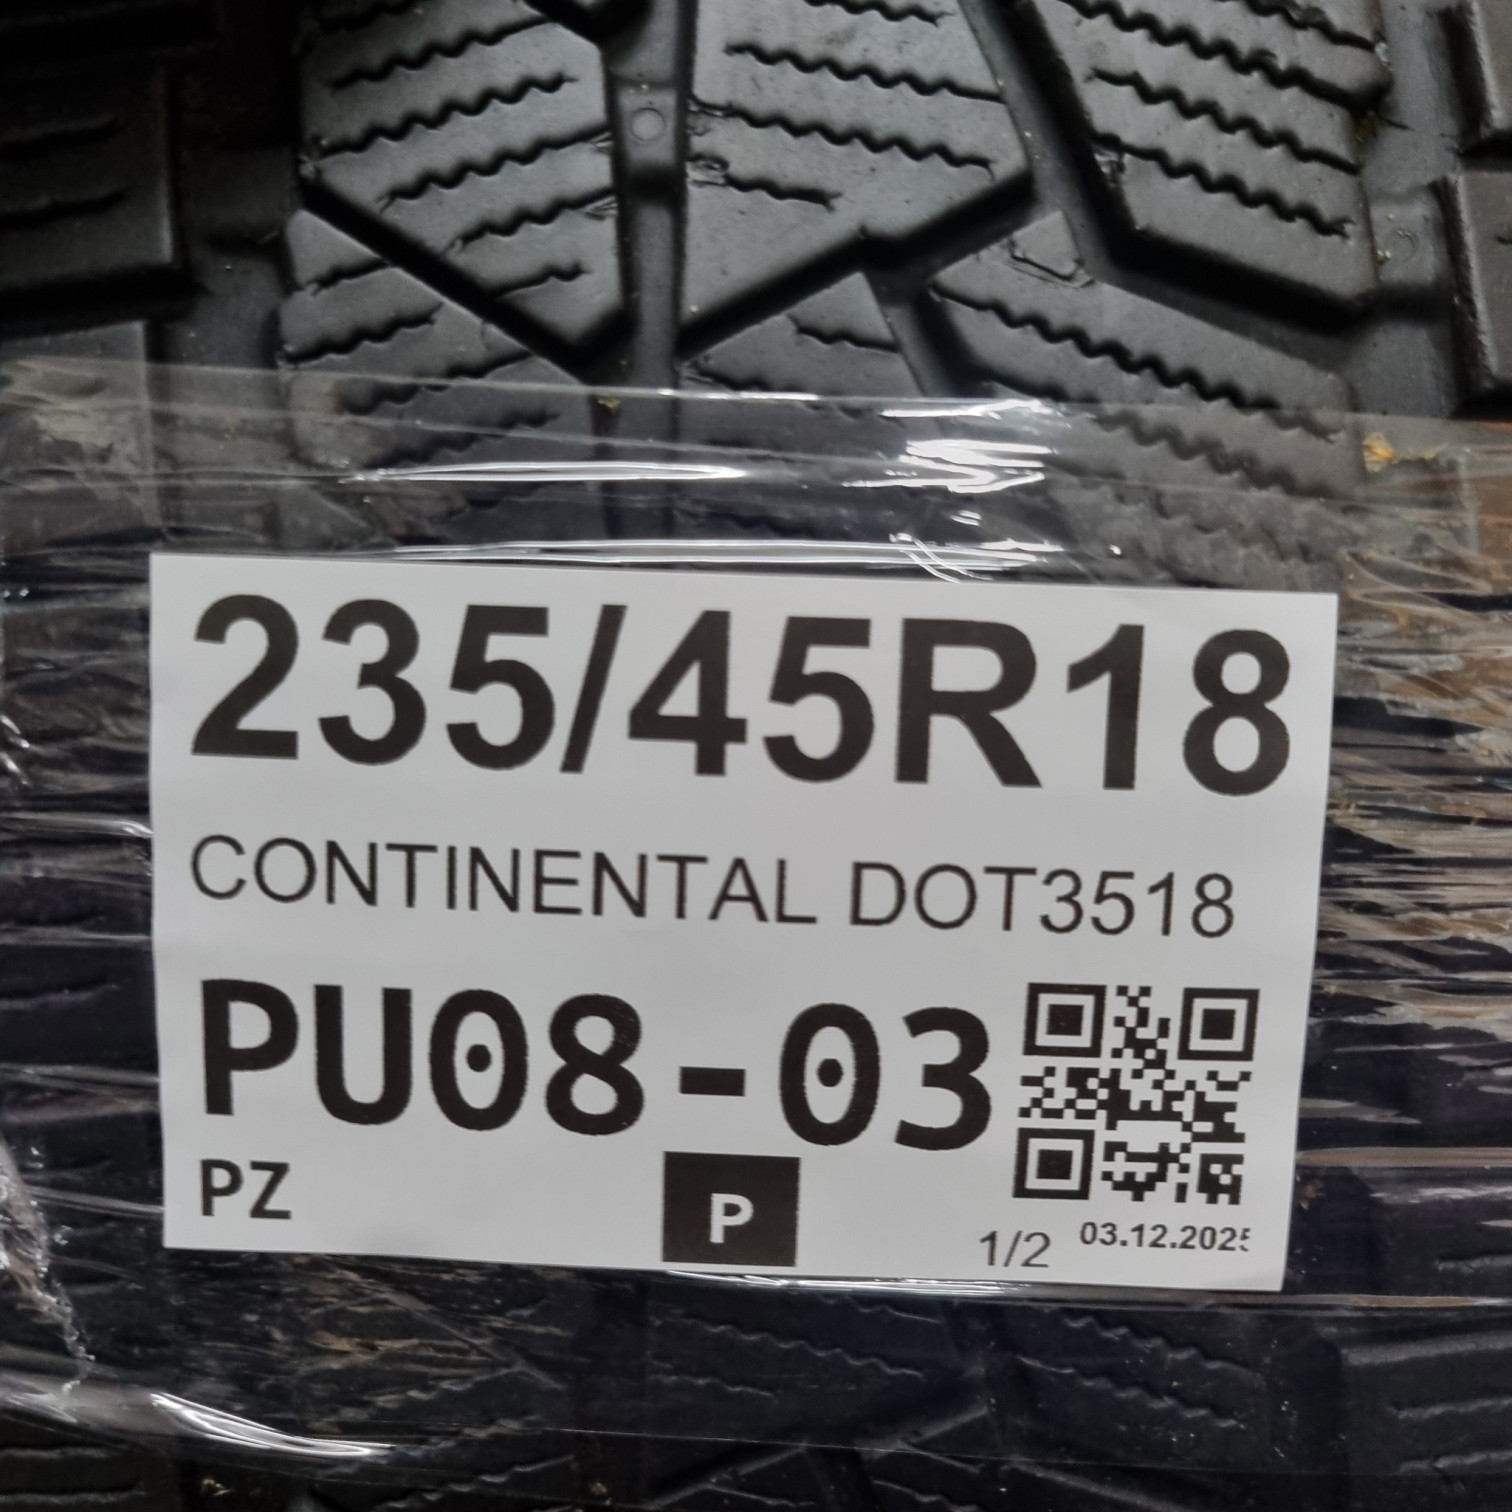 235/45R18
CONTINENTAL DOT3518
PU08-03
PZ
P
1/2 03.12.2025